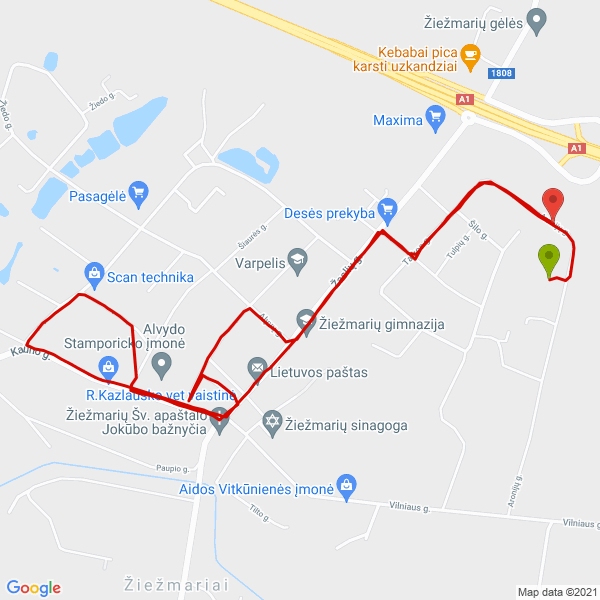 Žiežmarių gėlės
Kebabai pica
karsti uzkandziai
1808
A1
Maxima
A1
Žiedo g.
Žiedo g.
Pasagėlė
Desės prekyba
Šilo g.
Tulpių g.
Šiaurės g.
Varpelis
Žaslių g.
Scan technika
Žiežmarių gimnazija
Alvydo
Stamporicko įmonė
Kauno g.
Lietuvos paštas
R.Kazlausko vet vaistinė
Žiežmarių Šv. apaštalo
Jokūbo bažnyčia
Žiežmarių sinagoga
Paupio g.
Aidos Vitkūnienės įmonė
Vilniaus g.
Aronijų g.
Tilto g.
Vilniaus g.
Žiežmariai
Google
Map data ©2021